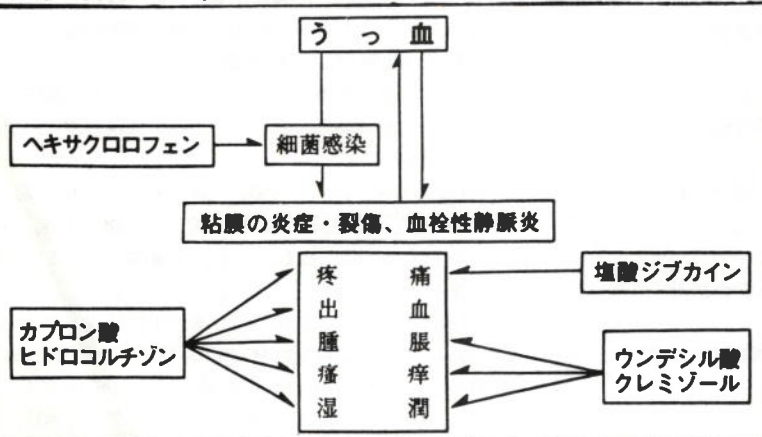 うっ血
ヘキサクロロフェン
細菌感染
粘膜の炎症・裂傷、血栓性静脈炎
疼痛
出血
腫脹
瘙痒
湿潤
塩酸ジブカイン
カプロン酸
ヒドロコルチゾン
ウンデシル酸
クレミゾール